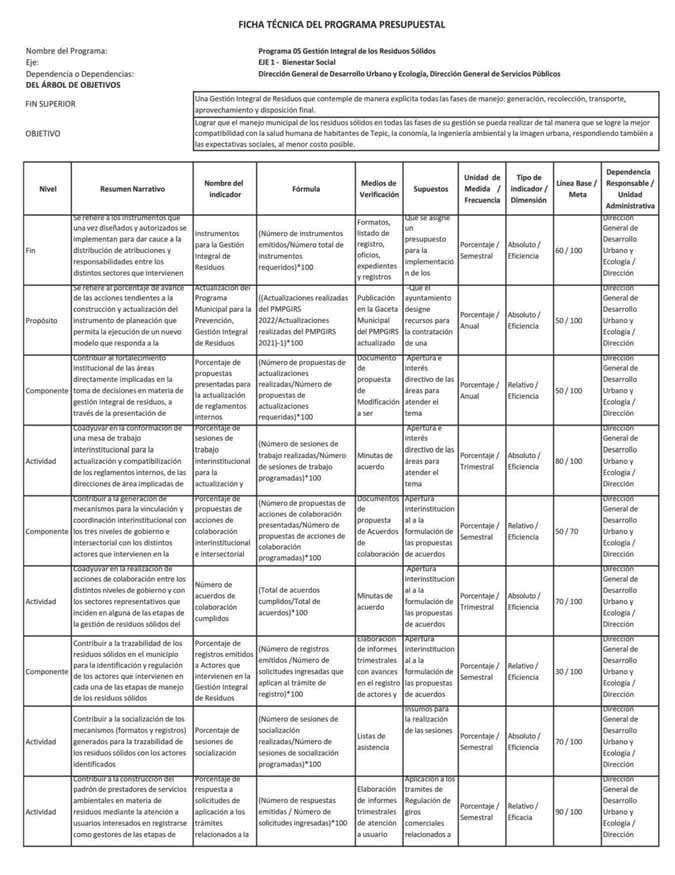 FICHA TÉCNICA DEL PROGRAMA PRESUPUESTAL
Nombre del Programa: Programa 05 Gestión Integral de los Residuos Sólidos
Eje: EJE 1 - Bienestar Social
Dependencia o Dependencias: Dirección General de Desarrollo Urbano y Ecología, Dirección General de Servicios Públicos
DEL ÁRBOL DE OBJETIVOS
FIN SUPERIOR
Una Gestión Integral de Residuos que contemple de manera explicita todas las fases de manejo: generación, recolección, transporte,
aprovechamiento y disposición final.
OBJETIVO
Lograr que el manejo municipal de los residuos sólidos en todas las fases de su gestión se pueda realizar de tal manera que se logre la mejor
compatibilidad con la salud humana de habitantes de Tepic, la conomía, la ingeniería ambiental y la imagen urbana, respondiendo también a
las expectativas sociales, al menor costo posible.
Nivel
Resumen Narrativo
Nombre del
indicador
Fórmula
Medios de
Verificación
Supuestos
Unidad de
Medida /
Frecuencia
Tipo de
indicador /
Dimensión
Línea Base /
Meta
Dependencia
Responsable /
Unidad
Administrativa
Fin
Se refiere a los instrumentos que
una vez diseñados y autorizados se
implementan para dar cauce a la
distribución de atribuciones y
responsabilidades entre los
distintos sectores que intervienen
Instrumentos
para la Gestión
Integral de
Residuos
(Número de instrumentos
emitidos/Número total de
instrumentos
requeridos)*100
Formatos,
listado de
registro,
oficios,
expedientes
y registros
Que se asigne
un
presupuesto
para la
implementació
n de los
Porcentaje /
Semestral
Absoluto /
Eficiencia
60 / 100
Dirección
General de
Desarrollo
Urbano y
Ecología /
Dirección
Propósito
Se refiere al porcentaje de avance
de las acciones tendientes a la
construcción y actualización del
instrumento de planeación que
permita la ejecución de un nuevo
modelo que responda a la
Actualización del
Programa
Municipal para la
Prevención,
Gestión Integral
de Residuos
((Actualizaciones realizadas
del PMPGIRS
2022/Actualizaciones
realizadas del PMPGIRS
2021)-1)*100
Publicación
en la Gaceta
Municipal
del PMPGIRS
actualizado
-Que el
ayuntamiento
designe
recursos para
la contratación
de una
Porcentaje /
Anual
Absoluto /
Eficiencia
50 / 100
Dirección
General de
Desarrollo
Urbano y
Ecología /
Dirección
Componente
Contribuir al fortalecimiento
institucional de las áreas
directamente implicadas en la
toma de decisiones en materia de
gestión integral de residuos, a
través de la presentación de
Porcentaje de
propuestas
presentadas para
la actualización
de reglamentos
internos
(Número de propuestas de
actualizaciones
realizadas/Número de
propuestas de
actualizaciones
requeridas)*100
Documento
de
propuesta
de
Modificación
a ser
Apertura e
interés
directivo de las
áreas para
atender el
tema
Porcentaje /
Anual
Relativo /
Eficiencia
50 / 100
Dirección
General de
Desarrollo
Urbano y
Ecología /
Dirección
Actividad
Coadyuvar en la conformación de
una mesa de trabajo
interinstitucional para la
actualización y compatibilización
de los reglamentos internos, de las
direcciones de área implicadas de
Porcentaje de
sesiones de
trabajo
interinstitucional
para la
actualización y
(Número de sesiones de
trabajo realizadas/Número
de sesiones de trabajo
programadas)*100
Minutas de
acuerdo
Apertura e
interés
directivo de las
áreas para
atender el
tema
Porcentaje /
Trimestral
Absoluto /
Eficiencia
80 / 100
Dirección
General de
Desarrollo
Urbano y
Ecología /
Dirección
Componente
Contribuir a la generación de
mecanismos para la vinculación y
coordinación interinstitucional con
los tres niveles de gobierno e
intersectorial con los distintos
actores que intervienen en la
Porcentaje de
propuestas de
acciones de
colaboración
interinstitucional
e intersectorial
(Número de propuestas de
acciones de colaboración
presentadas/Número de
propuestas de acciones de
colaboración
programadas)*100
Documentos
de
propuesta
de Acuerdos
de
colaboración
Apertura
interinstitucion
al a la
formulación de
las propuestas
de acuerdos
Porcentaje /
Semestral
Relativo /
Eficiencia
50 / 70
Dirección
General de
Desarrollo
Urbano y
Ecología /
Dirección
Actividad
Coadyuvar en la realización de
acciones de colaboración entre los
distintos niveles de gobierno y con
los sectores representativos que
inciden en alguna de las etapas de
la gestión de residuos sólidos del
Número de
acuerdos de
colaboración
cumplidos
(Total de acuerdos
cumplidos/Total de
acuerdos)*100
Minutas de
acuerdo
Apertura
interinstitucion
al a la
formulación de
las propuestas
de acuerdos
Porcentaje /
Trimestral
Absoluto /
Eficiencia
70 / 100
Dirección
General de
Desarrollo
Urbano y
Ecología /
Dirección
Componente
Contribuir a la trazabilidad de los
residuos sólidos en el municipio
para la identificación y regulación
de los actores que intervienen en
cada una de las etapas de manejo
de los residuos sólidos
Porcentaje de
registros emitidos
a Actores que
intervienen en la
Gestión Integral
de Residuos
(Número de registros
emitidos /Número de
solicitudes ingresadas que
aplican al trámite de
registro)*100
Elaboración
de informes
trimestrales
con avances
en el registro
de actores y
Apertura
interinstitucion
al a la
formulación de
las propuestas
de acuerdos
Porcentaje /
Semestral
Relativo /
Eficiencia
30 / 100
Dirección
General de
Desarrollo
Urbano y
Ecología /
Dirección
Actividad
Contribuir a la socialización de los
mecanismos (formatos y registros)
generados para la trazabilidad de
los residuos sólidos con los actores
identificados
Porcentaje de
sesiones de
socialización
(Número de sesiones de
socialización
realizadas/Número de
sesiones de socialización
programadas)*100
Listas de
asistencia
Insumos para
la realización
de las sesiones
Porcentaje /
Semestral
Absoluto /
Eficiencia
70 / 100
Dirección
General de
Desarrollo
Urbano y
Ecología /
Dirección
Actividad
Contribuir a la construcción del
padrón de prestadores de servicios
ambientales en materia de
residuos mediante la atención a
usuarios interesados en registrarse
como gestores de las etapas de
Porcentaje de
respuesta a
solicitudes de
aplicación a los
trámites
relacionados a la
(Número de respuestas
emitidas / Número de
solicitudes ingresadas)*100
Elaboración
de informes
trimestrales
de atención
a usuario
Aplicación a los
tramites de
Regulación de
giros
comerciales
relacionados a
Porcentaje /
Semestral
Relativo /
Eficacia
90 / 100
Dirección
General de
Desarrollo
Urbano y
Ecología /
Dirección